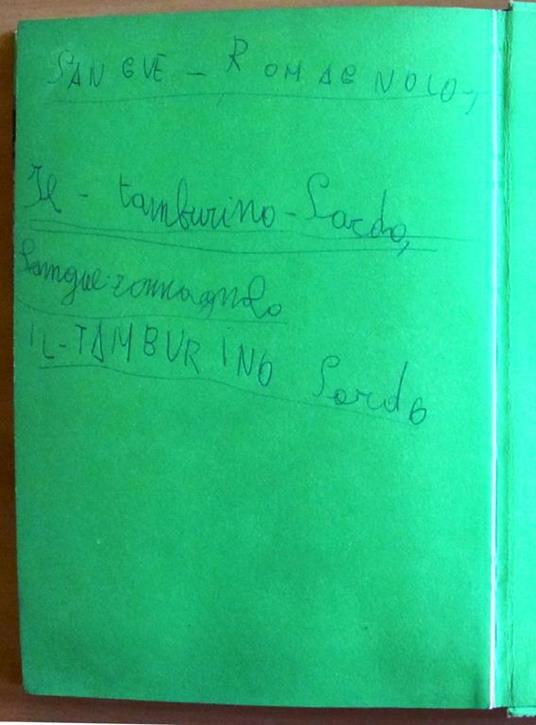 SANGUE - ROMAGNOLO-,
Il - tamburino - Sardo,
Sangue-romagnolo
IL-TAMBURINO Sardo